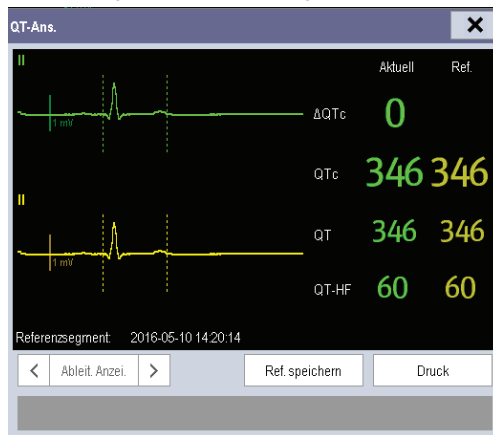 QT-Ans.
II
Aktuell Ref.
1 mV
ΔQTc 0
QTc 346 346
II
QT 346 346
1 mV
QT-HF 60 60
Referenzsegment: 2016-05-10 14:20:14
Ableit. Anzei.
Ref. speichern
Druck